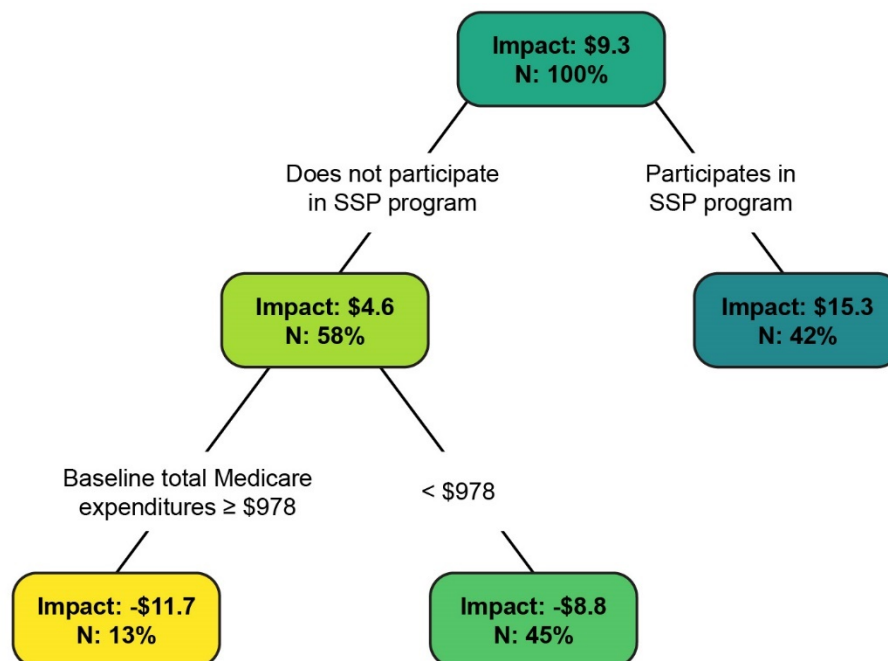 Impact: $9.3
N: 100%
Does not participate
in SSP program
Participates in
SSP program
Impact: $4.6
N: 58%
Impact: $15.3
N: 42%
Baseline total Medicare
expenditures ≥ $978
< $978
Impact: -$11.7
N: 13%
Impact: -$8.8
N: 45%